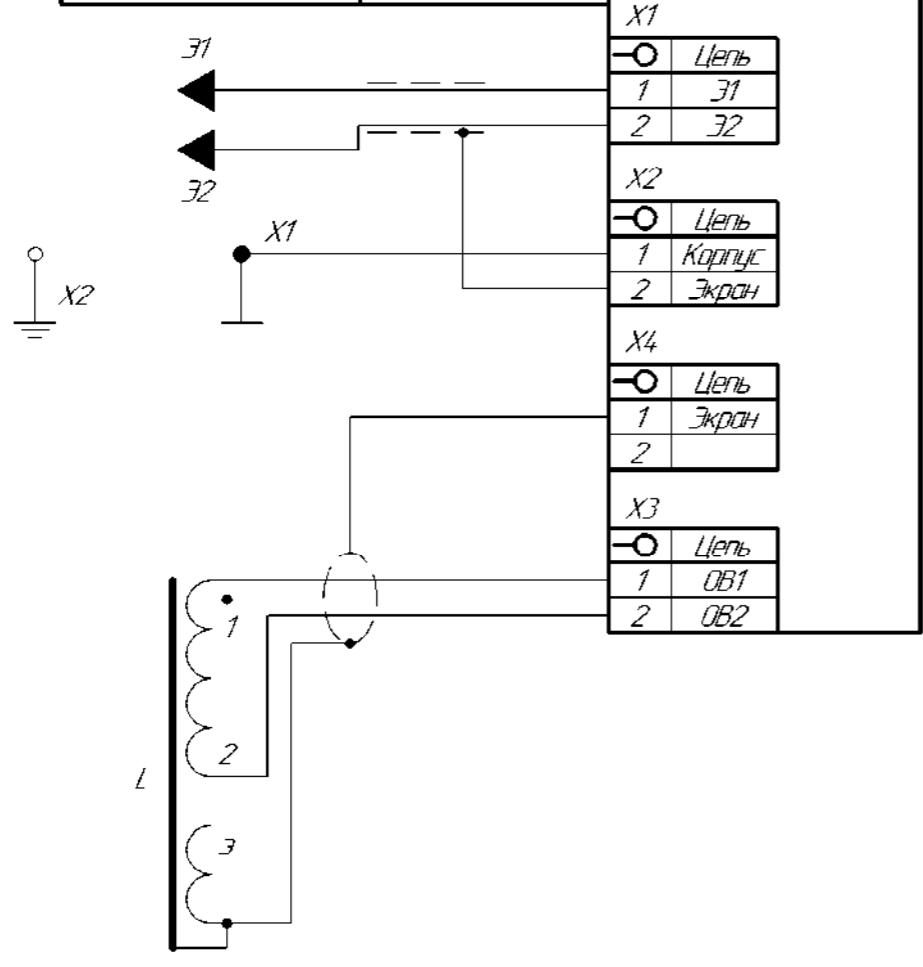 X1
Э1
Цепь
1 Э1
2 Э2
Э2
X2
Цепь
X1
1 Корпус
X2
2 Экран
X4
Цепь
1 Экран
2
X3
Цепь
1 ОВ1
2 ОВ2
1
2
L
3